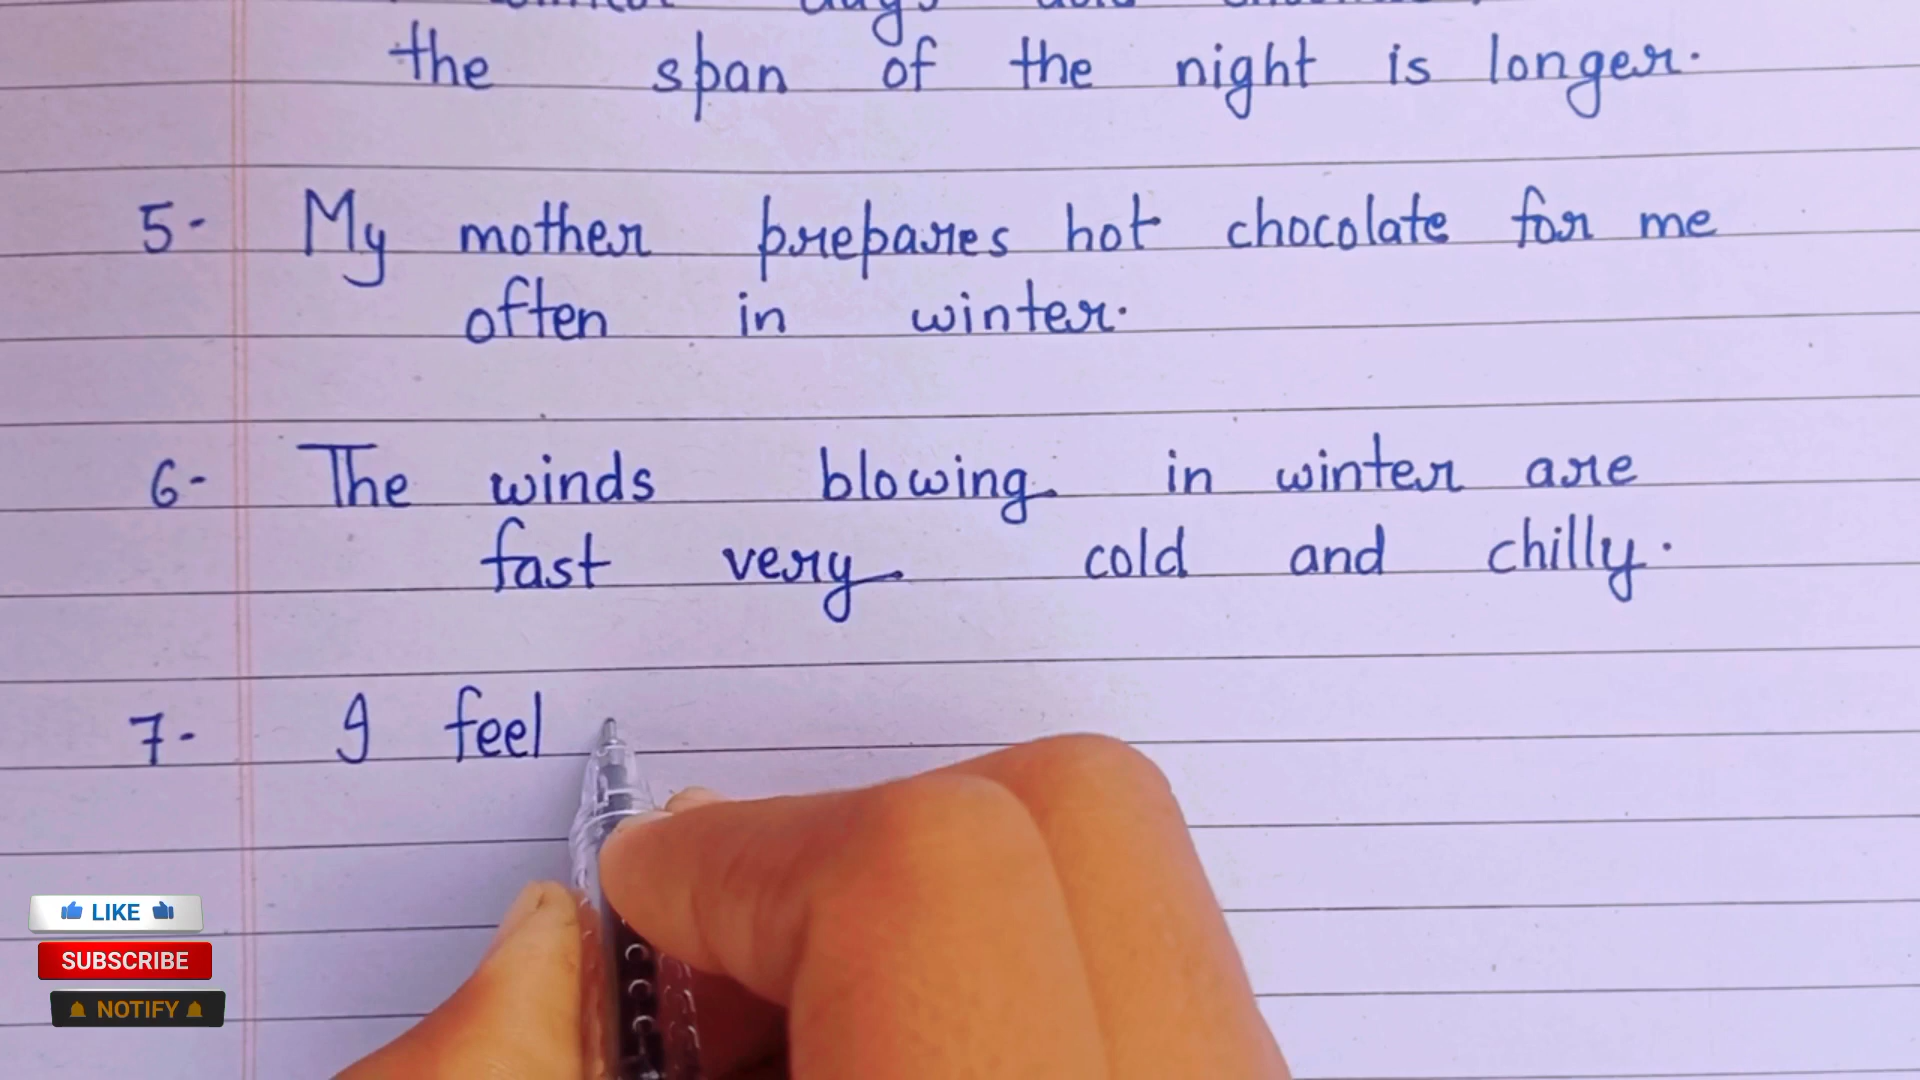 the span of the night is longer.
5- My mother prepares hot chocolate for me
often in winter.
6- The winds blowing in winter are
fast very cold and chilly.
7- I feel
LIKE
SUBSCRIBE
NOTIFY